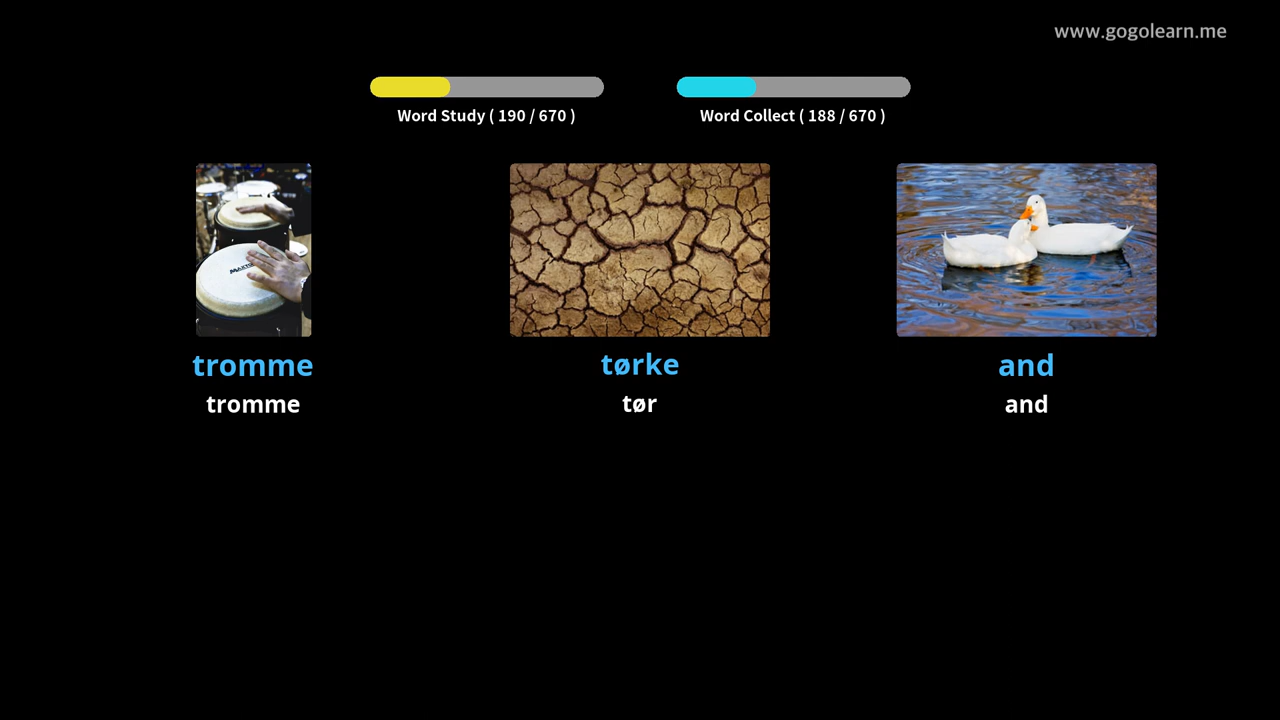 www.gogolearn.me
Word Study ( 190 / 670 )
Word Collect ( 188 / 670 )
tromme
tørke
and
tromme
tør
and